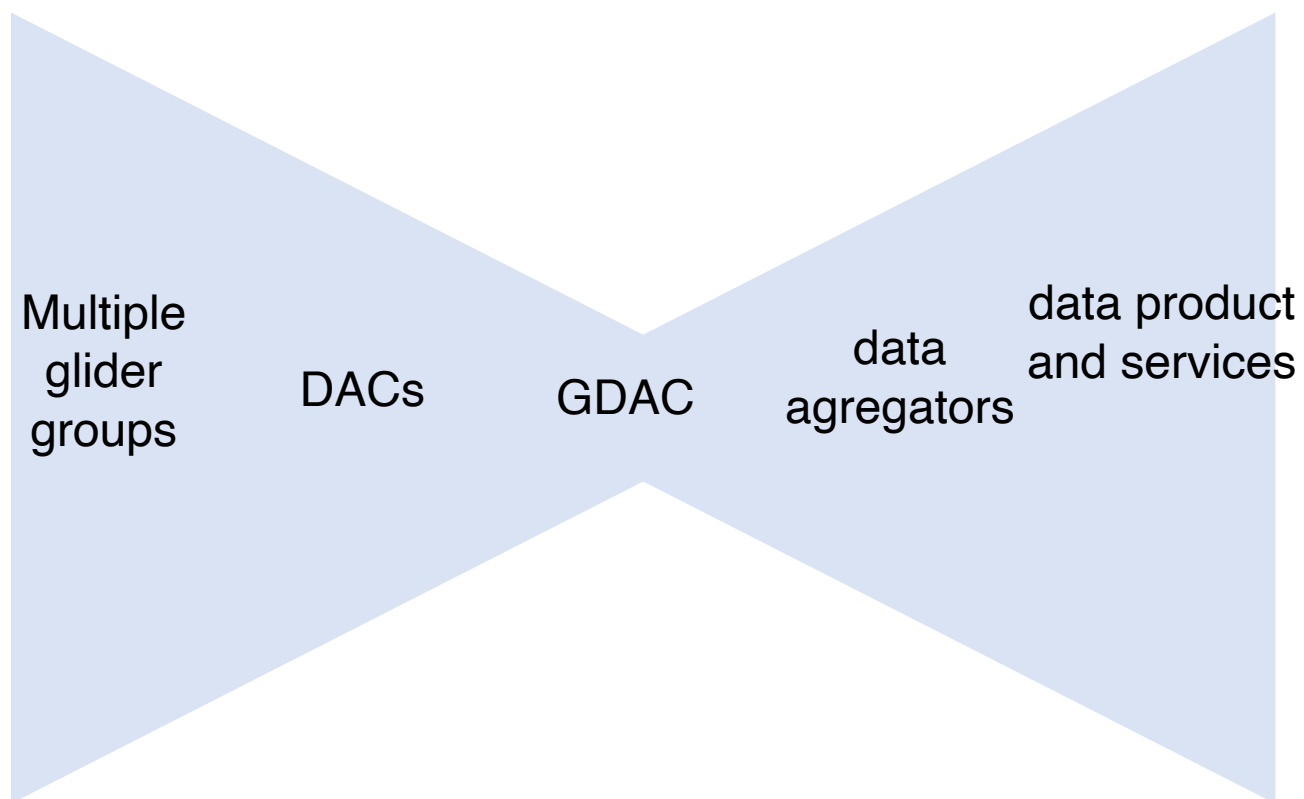 Multiple
glider
groups
DACs
GDAC
data
agregators
data product
and services